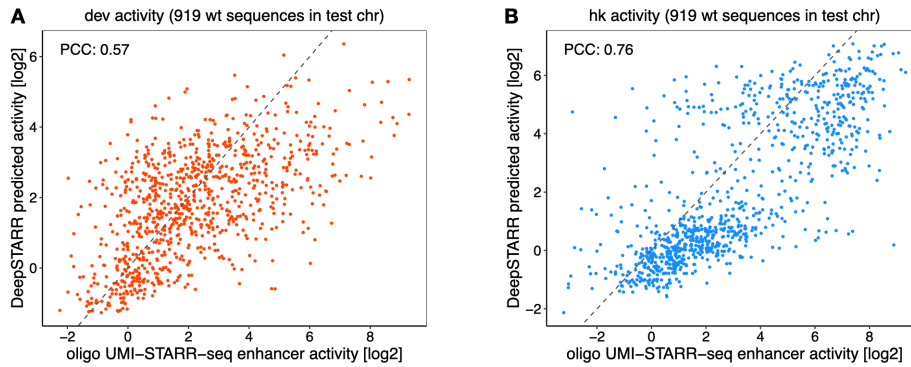 A
dev activity (919 wt sequences in test chr)
PCC: 0.57
DeepSTARR predicted activity [log2]
6
4
2
0
−2 0 2 4 6 8
oligo UMI−STARR−seq enhancer activity [log2]
B
hk activity (919 wt sequences in test chr)
PCC: 0.76
DeepSTARR predicted activity [log2]
6
4
2
0
−2
−2 0 2 4 6 8
oligo UMI−STARR−seq enhancer activity [log2]